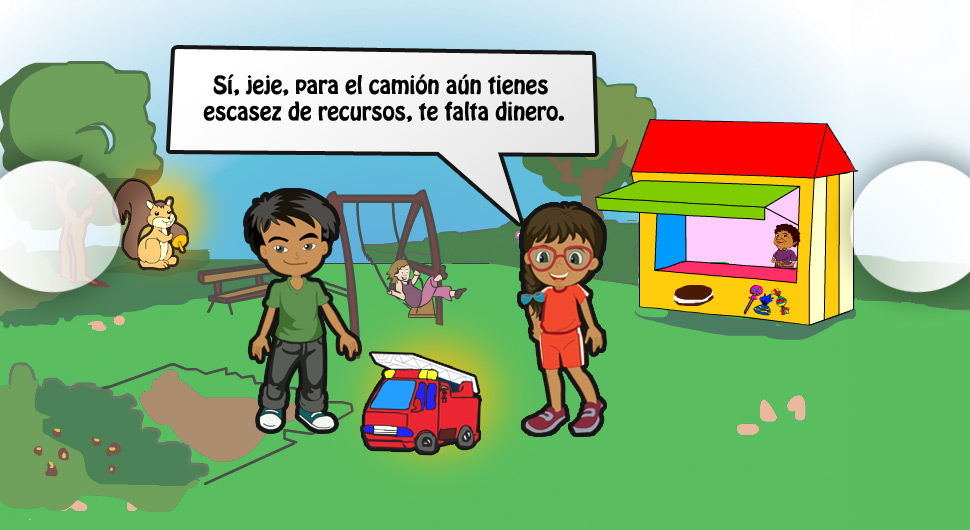 Sí, jeje, para el camión aún tienes
escasez de recursos, te falta dinero.